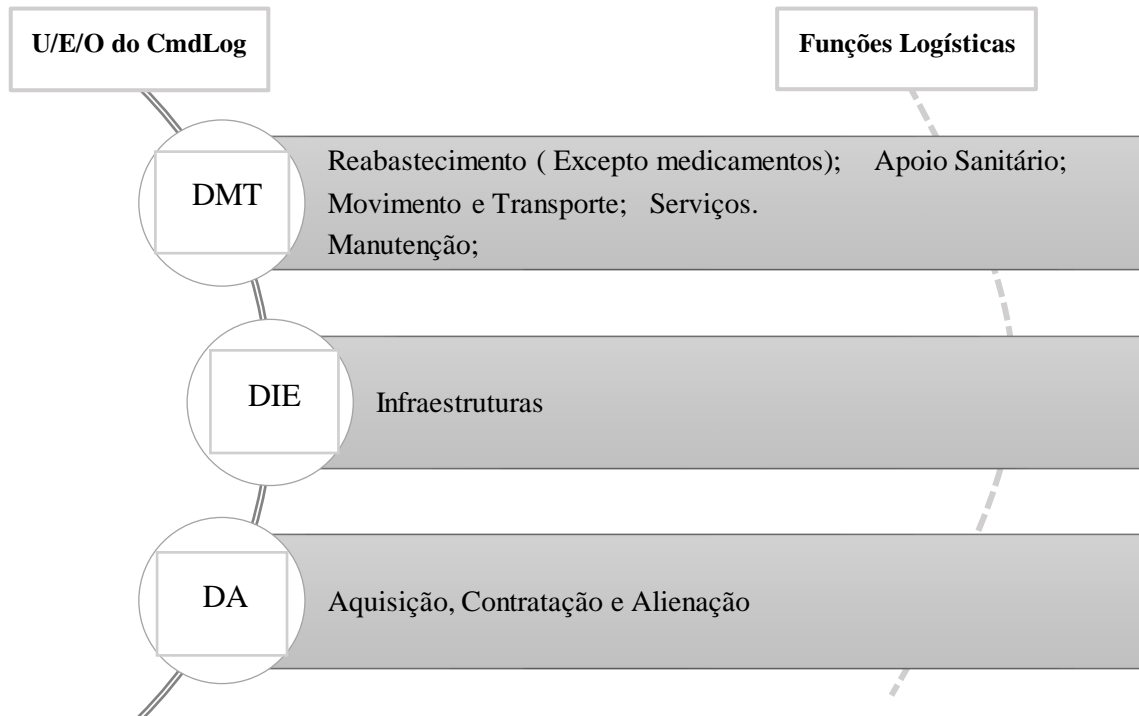 U/E/O do CmdLog
Funções Logísticas
DMT
Reabastecimento ( Excepto medicamentos); Apoio Sanitário;
Movimento e Transporte; Serviços.
Manutenção;
DIE
Infraestruturas
DA
Aquisição, Contratação e Alienação